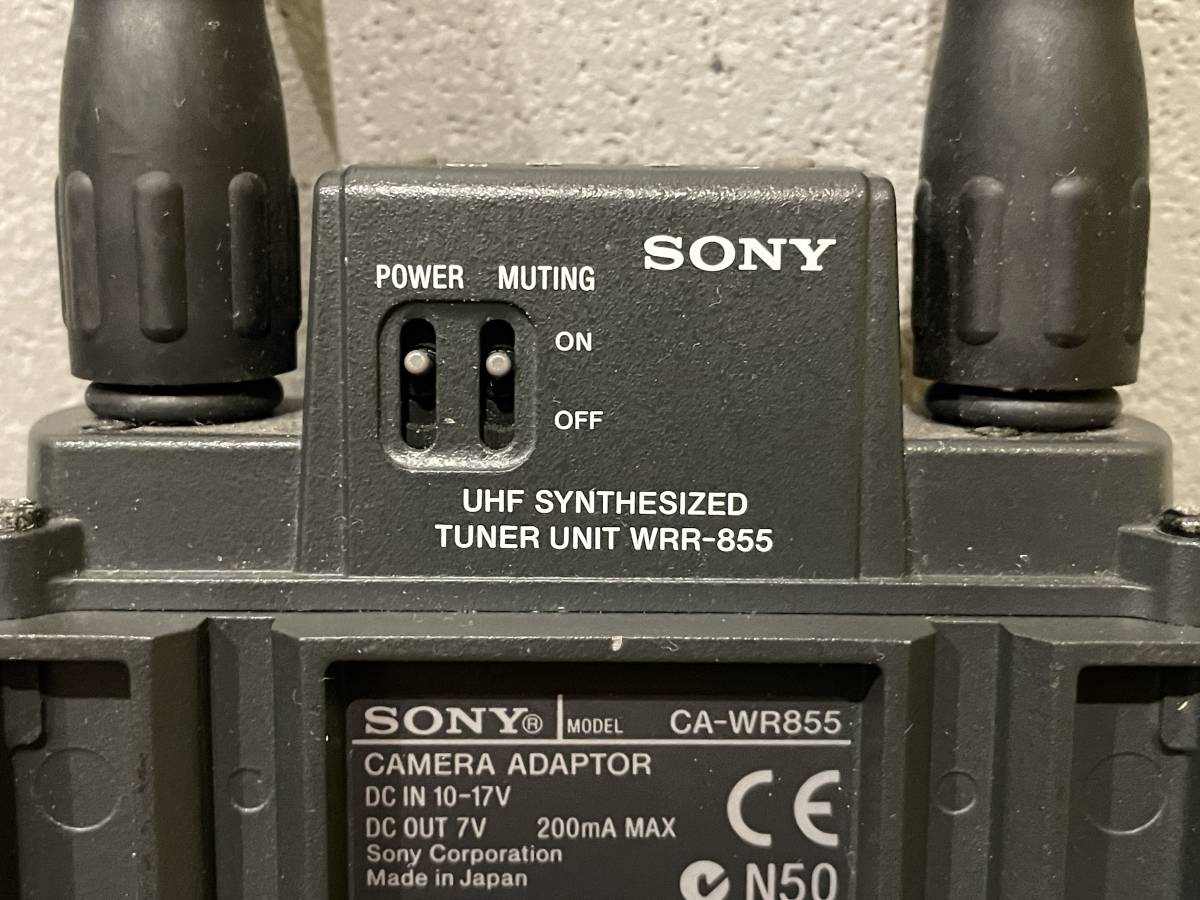 SONY
POWER MUTING
ON
OFF
UHF SYNTHESIZED
TUNER UNIT WRR-855
SONY® MODEL CA-WR855
CAMERA ADAPTOR
DC IN 10-17V
DC OUT 7V 200mA MAX
Sony Corporation
Made in Japan
CE
N50